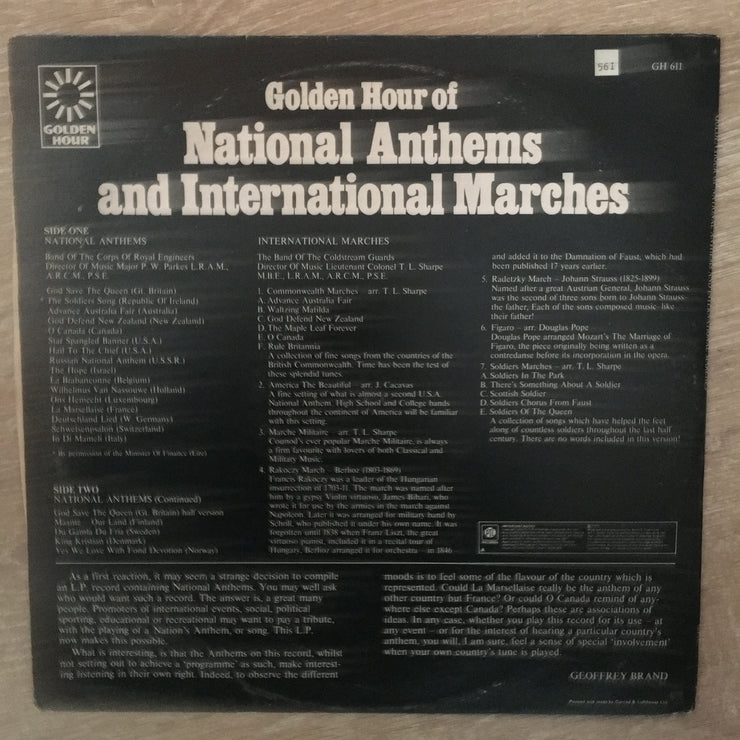 GOLDEN
HOUR
561
GH 611
Golden Hour of
National Anthems
and International Marches
SIDE ONE
NATIONAL ANTHEMS
Band Of The Corps Of Royal Engineers
Director Of Music Major P. W. Parkes L.R.A.M.,
A.R.C.M., P.S.E.
God Save The Queen (Gt. Britain)
* The Soldiers Song (Republic Of Ireland)
Advance Australia Fair (Australia)
God Defend New Zealand (New Zealand)
O Canada (Canada)
Star Spangled Banner (U.S.A.)
Hail To The Chief (U.S.A.)
Russian National Anthem (U.S.S.R.)
The Hope (Israel)
La Brabanconne (Belgium)
Wilhelmus Van Nassouwe (Holland)
Ons Hemecht (Luxembourg)
La Marsellaise (France)
Deutschland Lied (W. Germany)
Schweisenpsalon (Switzerland)
In Di Mameli (Italy)
* By permission of the Minister Of Finance (Eire)
SIDE TWO
NATIONAL ANTHEMS (Continued)
God Save The Queen (Gt. Britain) half version
Maamme Our Land (Finland)
Du Gamla Du Fria (Sweden)
King Kristian (Denmark)
Yes We Love With Fond Devotion (Norway)
INTERNATIONAL MARCHES
The Band Of The Coldstream Guards
Director Of Music Lieutenant Colonel T. L. Sharpe
M.B.E., L.R.A.M., A.R.C.M., P.S.E.
1. Commonwealth Marches – arr. T. L. Sharpe
A. Advance Australia Fair
B. Waltzing Matilda
C. God Defend New Zealand
D. The Maple Leaf Forever
E. O Canada
F. Rule Britannia
A collection of fine songs from the countries of the
British Commonwealth. Time has been the test of
these splendid tunes.
2. America The Beautiful – arr. J. Cacavas
A fine setting of what is almost a second U.S.A.
National Anthem. High School and College bands
throughout the continent of America will be familiar
with this setting.
3. Marche Militaire – arr. T. L. Sharpe
Gounod's ever popular Marche Militaire, is always
a firm favourite with lovers of both Classical and
Military Music.
4. Rakoczy March – Berlioz (1803-1869)
Francis Rakoczy was a leader of the Hungarian
insurrection of 1703-11. The march was named after
him by a gypsy Violin virtuoso, James Bihari, who
wrote it for use by the armies in the march against
Napoleon. Later it was arranged for military band by
Scholl, who published it under his own name. It was
forgotten until 1838 when Franz Liszt, the great
virtuoso pianist, included it in a recital tour of
Hungary, Berlioz arranged it for orchestra – in 1846
and added it to the Damnation of Faust, which had
been published 17 years earlier.
5. Radetzky March – Johann Strauss (1825-1899)
Named after a great Austrian General, Johann Strauss
was the second of three sons born to Johann Strauss
the father, Each of the sons composed music like
their father!
6. Figaro – arr. Douglas Pope
Douglas Pope arranged Mozart's The Marriage of
Figaro, the piece originally being written as a
contredanse before its incorporation in the opera.
7. Soldiers Marches – arr. T. L. Sharpe
A. Soldiers In The Park
B. There's Something About A Soldier
C. Scottish Soldier
D. Soldiers Chorus From Faust
E. Soldiers Of The Queen
A collection of songs which have helped the feet
along of countless soldiers throughout the last half
century. There are no words included in this version!
As a first reaction, it may seem a strange decision to compile
an L.P. record containing National Anthems. You may well ask
who would want such a record. The answer is, a great many
people. Promoters of international events, social, political
sporting, educational or recreational may want to pay a tribute,
with the playing of a Nation's Anthem, or song. This L.P.
now makes this possible.
What is interesting, is that the Anthems on this record, whilst
not setting out to achieve a 'programme' as such, make interest-
ing listening in their own right. Indeed, to observe the different
moods is to feel some of the flavour of the country which is
represented. Could La Marsellaise really be the anthem of any
other country but France? Or could O Canada remind of any-
where else except Canada? Perhaps these are associations of
ideas. In any case, whether you play this record for its use – at
any event – or for the interest of hearing a particular country's
anthem, you will, I am sure, feel a sense of special 'involvement'
when your own country's tune is played.
GEOFFREY BRAND